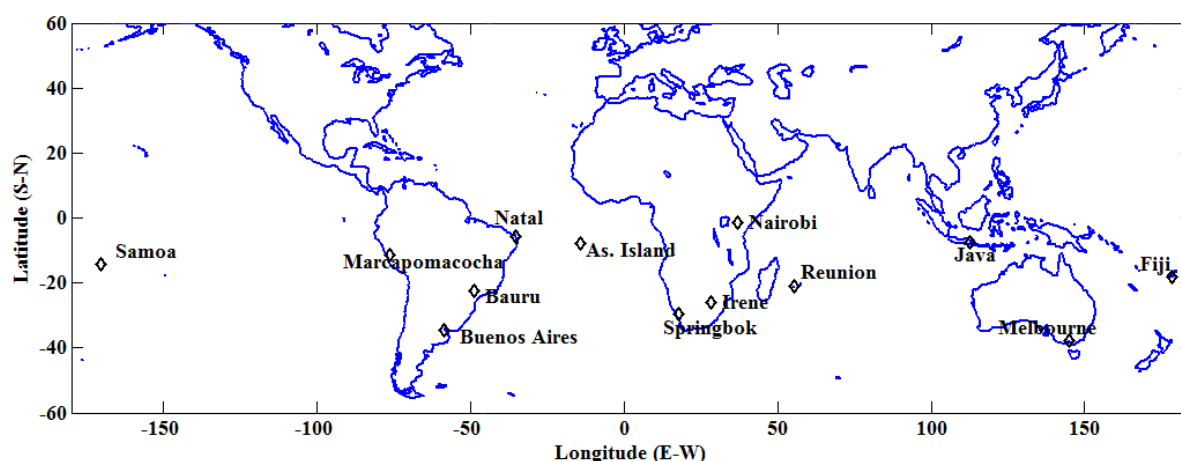 60
40
20
0
-20
-40
-60
Latitude (S-N)
Natal
Nairobi
Samoa
As. Island
Marcapomacocha
Java
Fiji
Reunion
Bauru
Irene
Springbok
Melbourne
Buenos Aires
-150
-100
-50
0
50
100
150
Longitude (E-W)